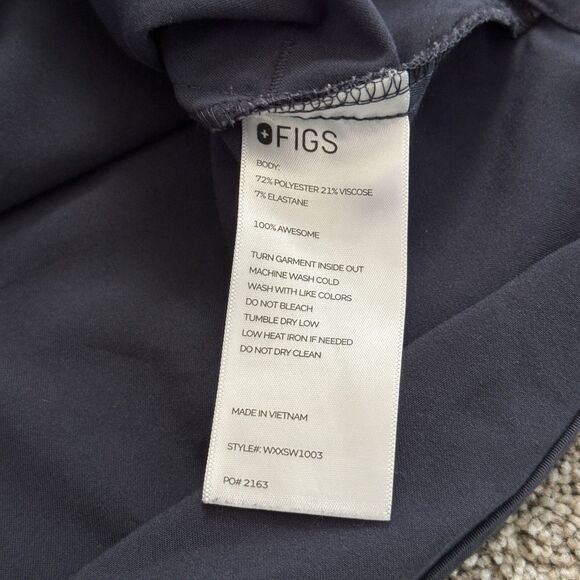 FIGS
BODY:
72% POLYESTER 21% VISCOSE
7% ELASTANE
100% AWESOME
TURN GARMENT INSIDE OUT
MACHINE WASH COLD
WASH WITH LIKE COLORS
DO NOT BLEACH
TUMBLE DRY LOW
LOW HEAT IRON IF NEEDED
DO NOT DRY CLEAN
MADE IN VIETNAM
STYLE#: WXXSW1003
PO# 2163